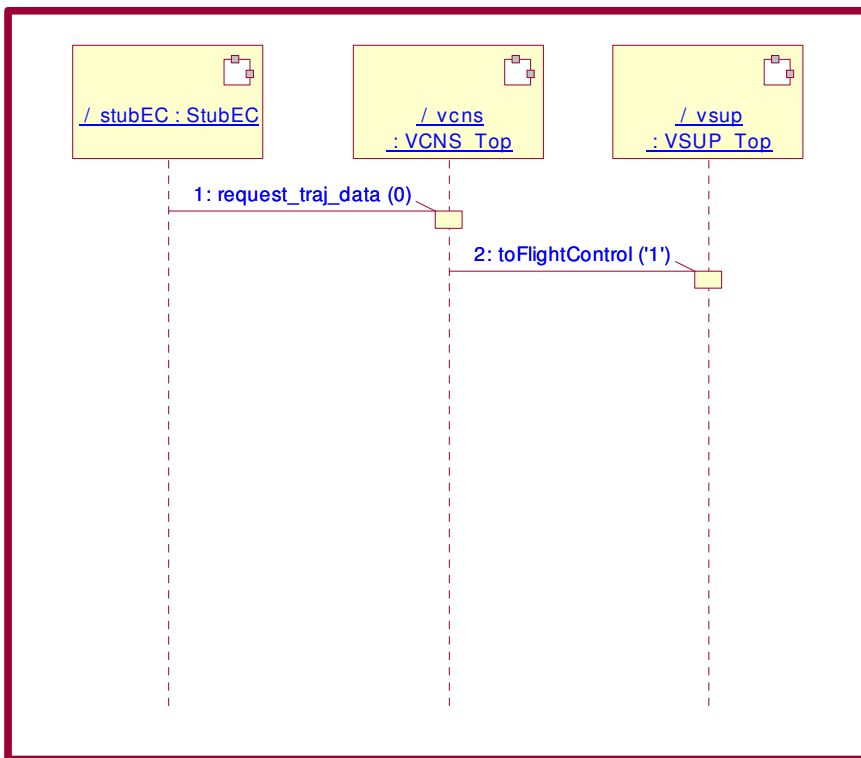 / stubEC : StubEC
/ vcns
: VCNS_Top
/ vsup
: VSUP_Top
1: request_traj_data (0)
2: toFlightControl ('1')